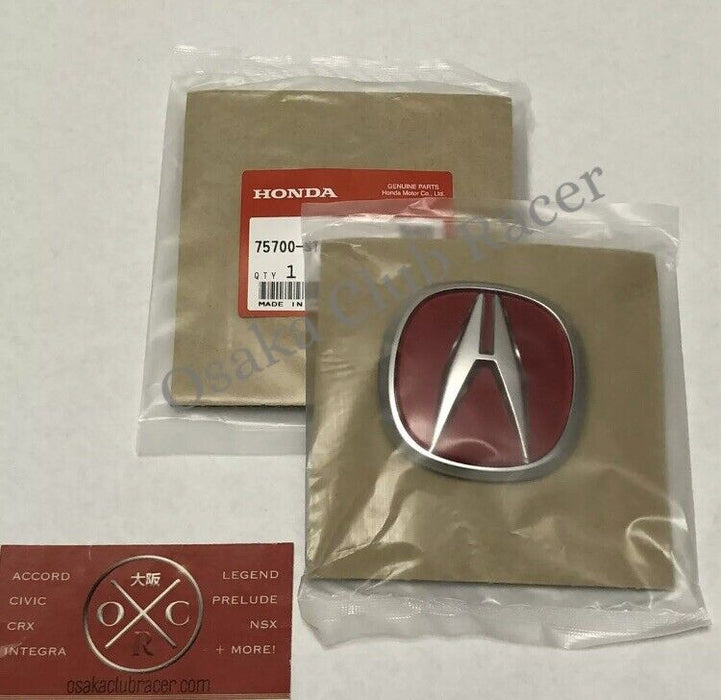 HONDA
GENUINE PARTS
Honda Motor Co., Ltd.
75700-
QTY 1
MADE IN
Osaka Club Racer
ACCORD
CIVIC
CRX
INTEGRA
大阪
O C
R
LEGEND
PRELUDE
NSX
+ MORE!
osakaclubracer.com